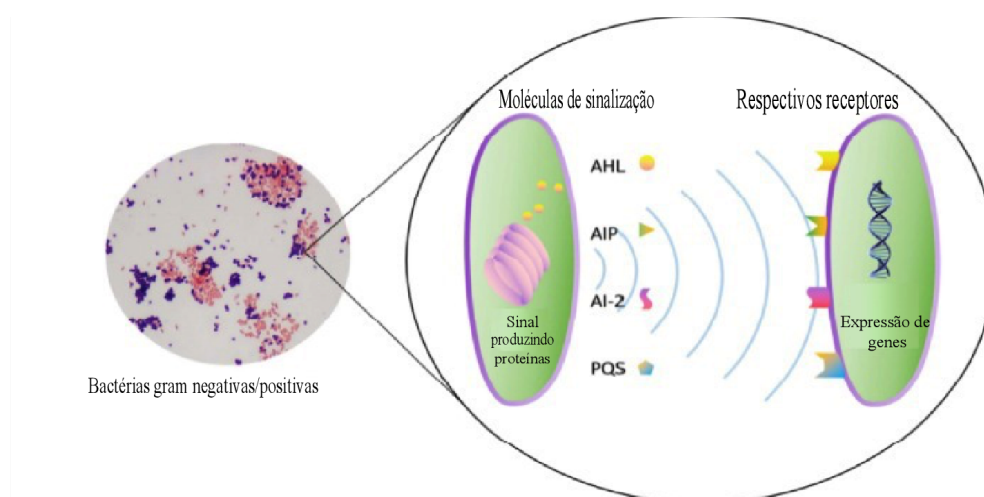 Moléculas de sinalização
Respectivos receptores
AHL
AIP
AI-2
PQS
Sinal
produzindo
proteínas
Expressão de
genes
Bactérias gram negativas/positivas